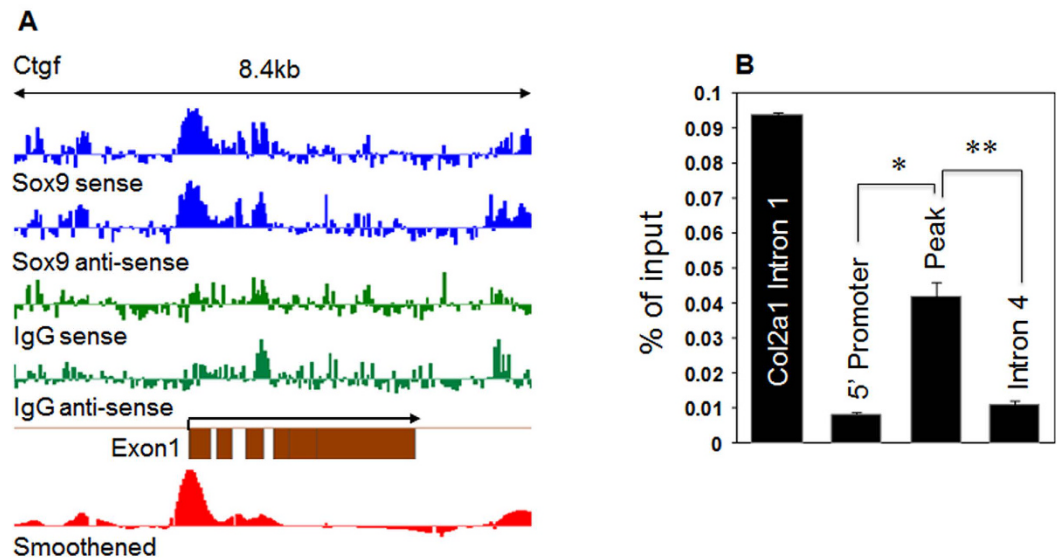 A
Ctgf
8.4kb
Sox9 sense
Sox9 anti-sense
IgG sense
IgG anti-sense
Exon1
Smoothened
B
0.1
0.09
0.08
0.07
0.06
0.05
0.04
0.03
0.02
0.01
0
% of input
Col2a1 Intron 1
5' Promoter
Peak
Intron 4
*
**